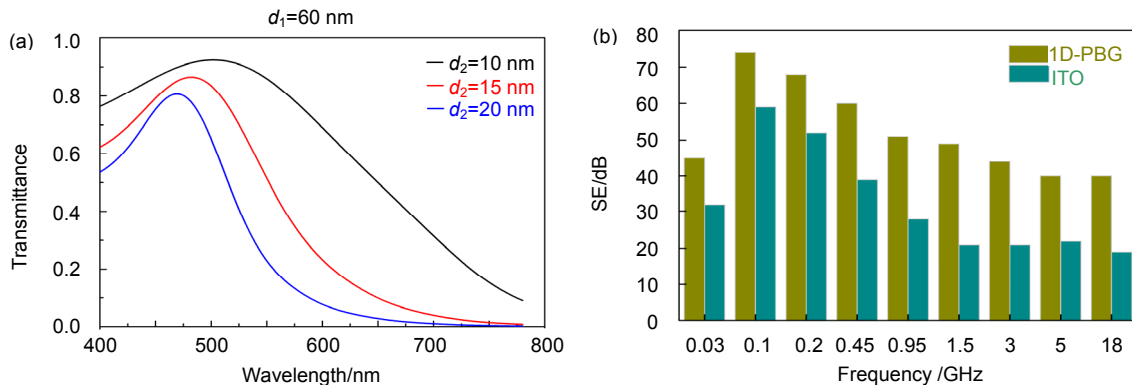 d₁=60 nm
(a)
1.0
0.8
0.6
0.4
0.2
0.0
Transmittance
d₂=10 nm
d₂=15 nm
d₂=20 nm
400 500 600 700 800
Wavelength/nm
(b)
80
70
60
50
40
30
20
10
0
SE/dB
1D-PBG
ITO
0.03 0.1 0.2 0.45 0.95 1.5 3 5 18
Frequency /GHz